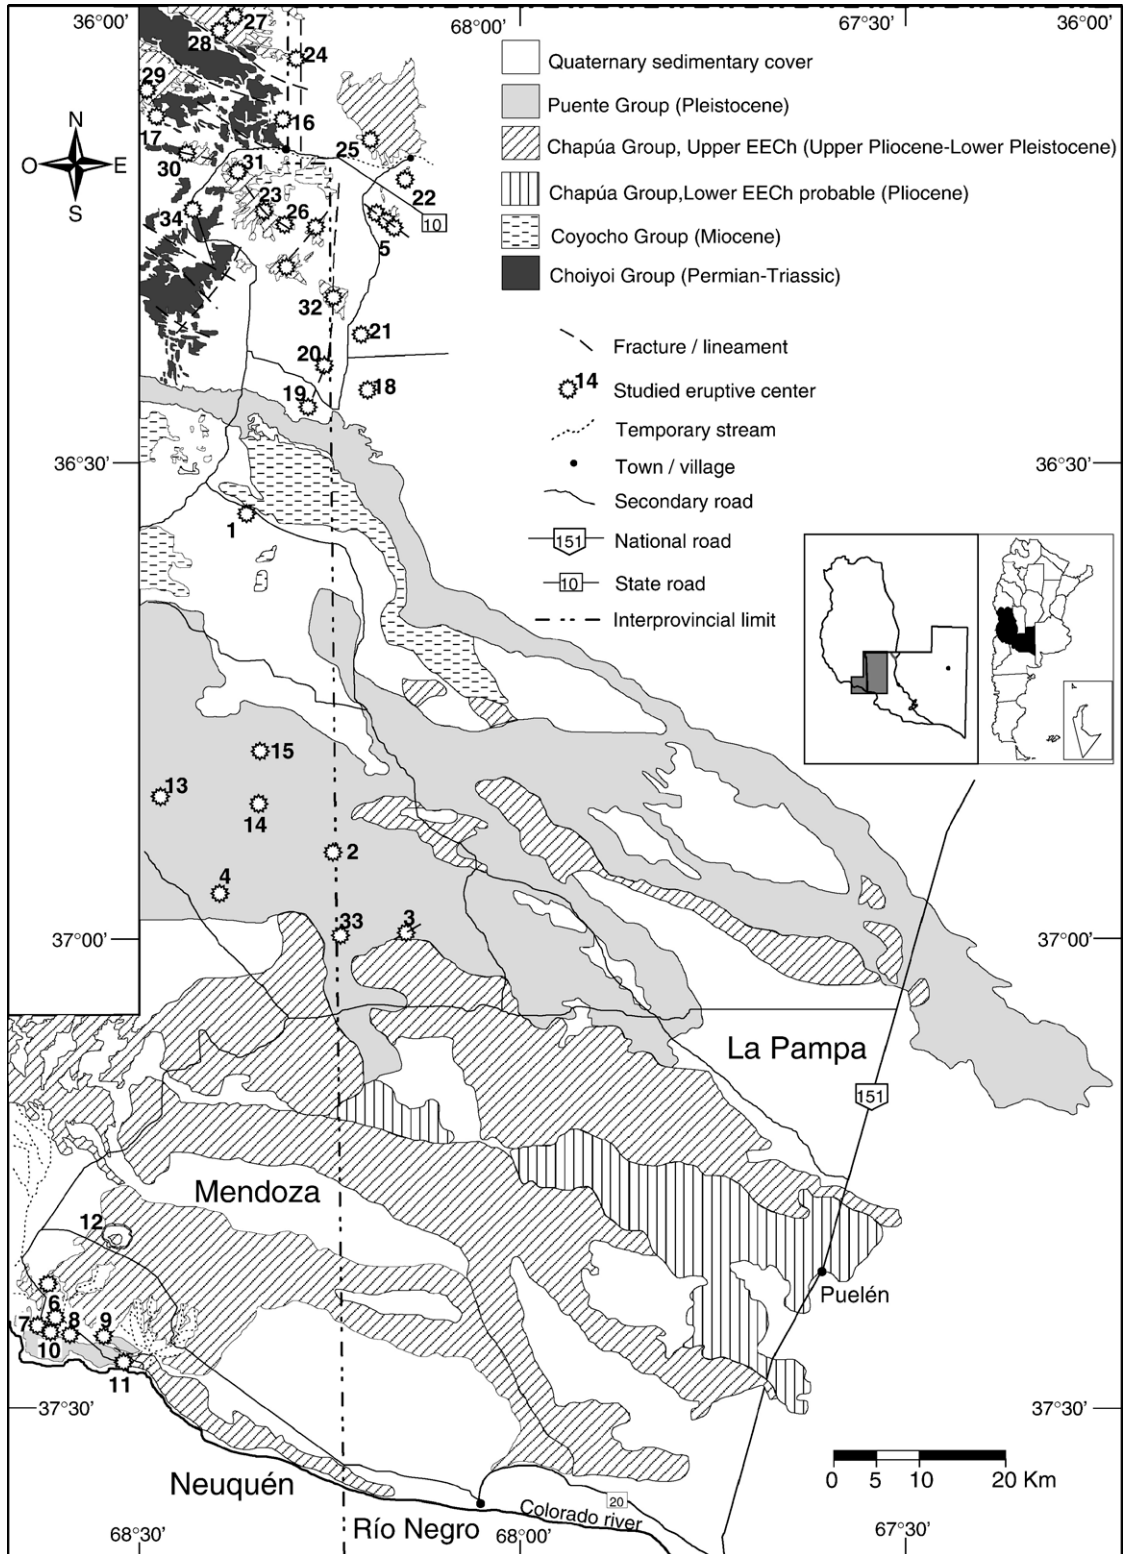 36°00'
68°00'
67°30'
36°00'
27
28
24
29
17
16
25
30
31
22
23
26
34
5
10
32
21
20
19
18
N
O
E
S
Quaternary sedimentary cover
Puente Group (Pleistocene)
Chapúa Group, Upper EECh (Upper Pliocene-Lower Pleistocene)
Chapúa Group,Lower EECh probable (Pliocene)
Coyocho Group (Miocene)
Choiyoi Group (Permian-Triassic)
Fracture / lineament
14
Studied eruptive center
Temporary stream
Town / village
Secondary road
151
National road
10
State road
Interprovincial limit
36°30'
36°30'
1
15
13
14
2
4
33
3
37°00'
37°00'
La Pampa
151
Mendoza
12
Puelén
6
7
8
9
10
11
37°30'
37°30'
Neuquén
0 5 10 20 Km
20
Colorado river
Río Negro
68°30'
68°00'
67°30'